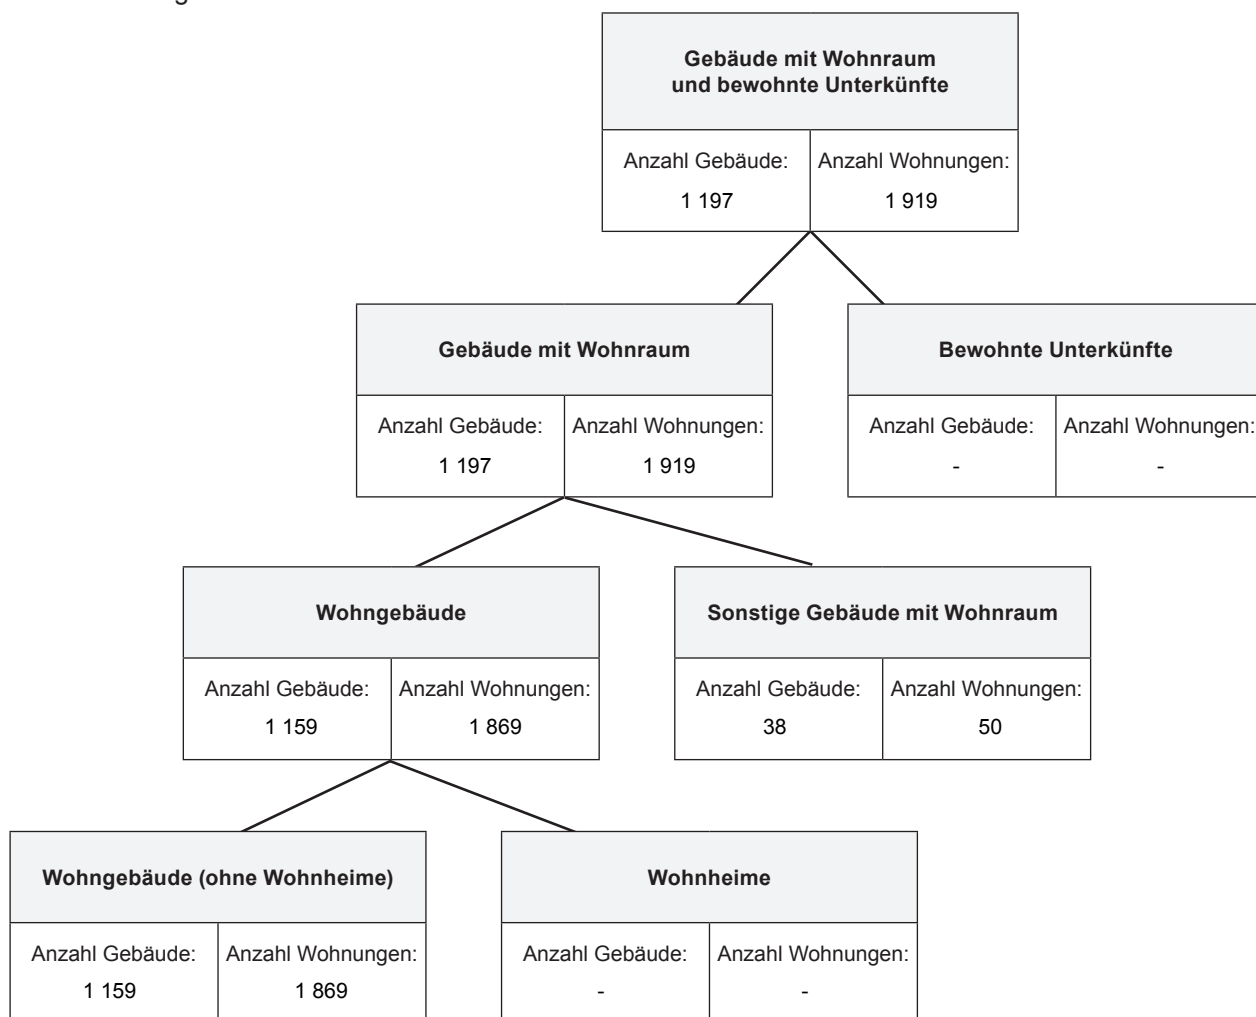 Gebäude mit Wohnraum
und bewohnte Unterkünfte
Anzahl Gebäude: Anzahl Wohnungen:
1 197 1 919
Gebäude mit Wohnraum Bewohnte Unterkünfte
Anzahl Gebäude: Anzahl Wohnungen: Anzahl Gebäude: Anzahl Wohnungen:
1 197 1 919 - -
Wohngebäude Sonstige Gebäude mit Wohnraum
Anzahl Gebäude: Anzahl Wohnungen: Anzahl Gebäude: Anzahl Wohnungen:
1 159 1 869 38 50
Wohngebäude (ohne Wohnheime) Wohnheime
Anzahl Gebäude: Anzahl Wohnungen: Anzahl Gebäude: Anzahl Wohnungen:
1 159 1 869 - -